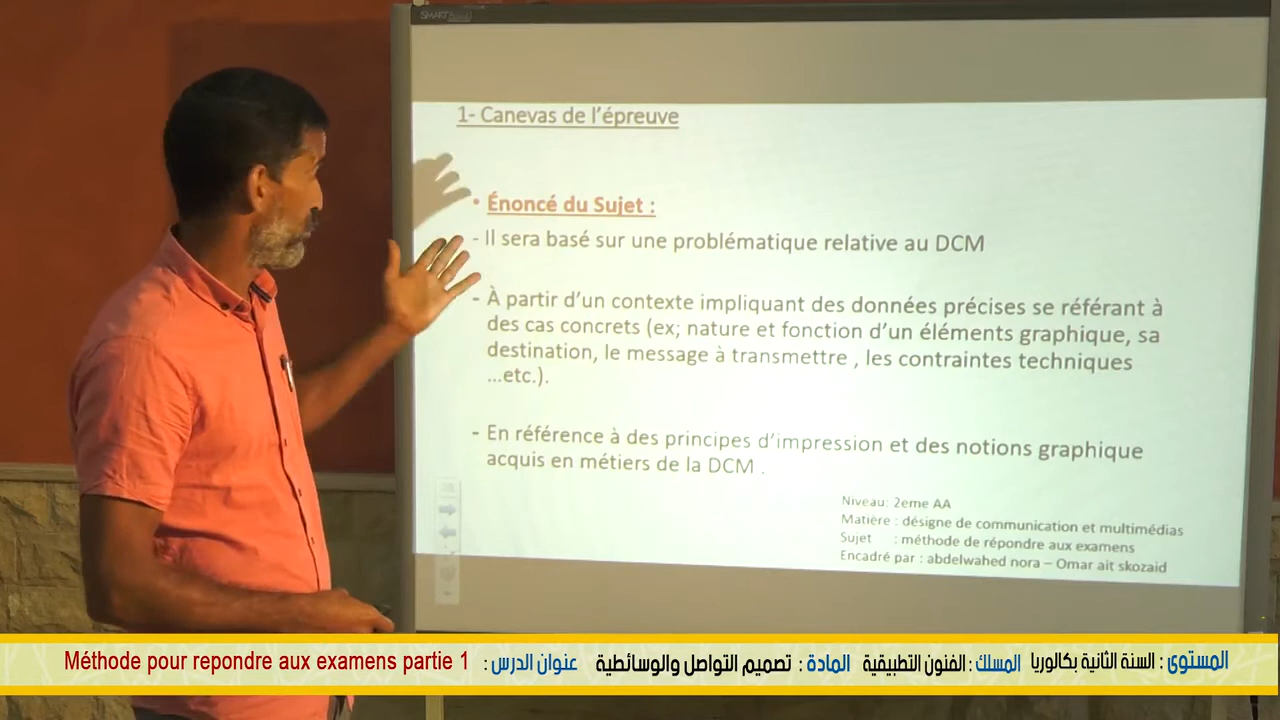 SMART
1- Canevas de l'épreuve
• Énoncé du Sujet :
- Il sera basé sur une problématique relative au DCM
- À partir d'un contexte impliquant des données précises se référant à
des cas concrets (ex; nature et fonction d'un éléments graphique, sa
destination, le message à transmettre , les contraintes techniques
...etc.).
- En référence à des principes d'impression et des notions graphique
acquis en métiers de la DCM .
Niveau: 2eme AA
Matière : désigne de communication et multimédias
Sujet : méthode de répondre aux examens
Encadré par : abdelwahed nora – Omar ait skozaid
المستوى : السنة الثانية بكالوريا المسلك : الفنون التطبيقية المادة : تصميم التواصل والوسائطية عنوان الدرس : Méthode pour repondre aux examens partie 1